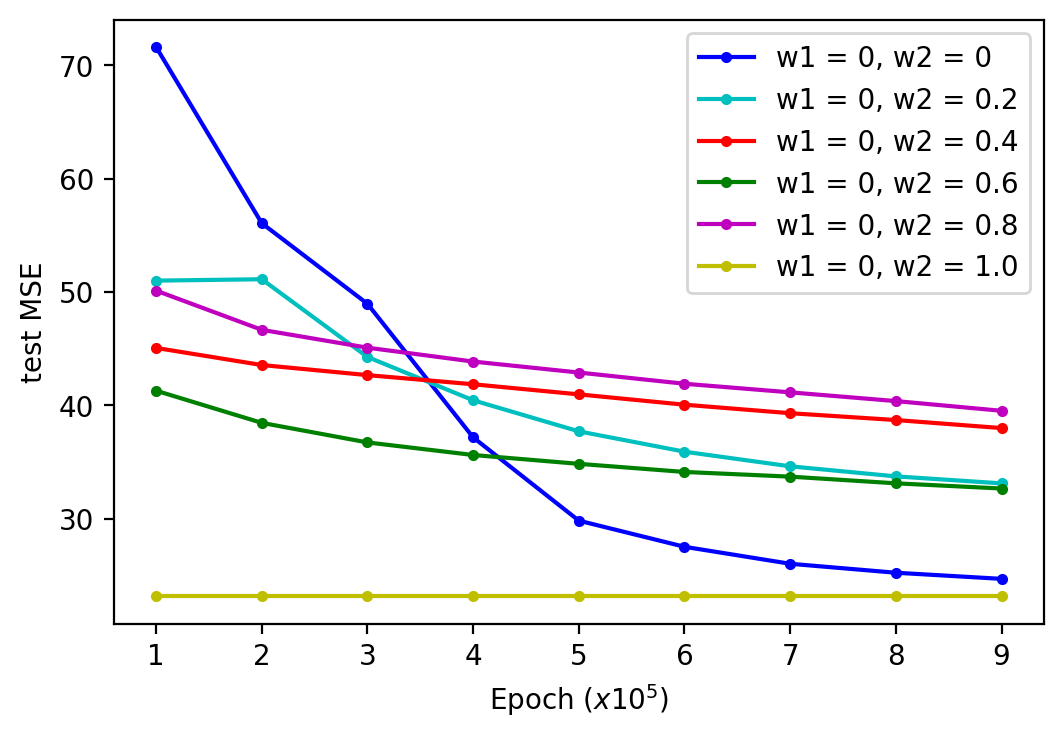 70
60
50
40
30
test MSE
w1 = 0, w2 = 0
w1 = 0, w2 = 0.2
w1 = 0, w2 = 0.4
w1 = 0, w2 = 0.6
w1 = 0, w2 = 0.8
w1 = 0, w2 = 1.0
1 2 3 4 5 6 7 8 9
Epoch (x10⁵)